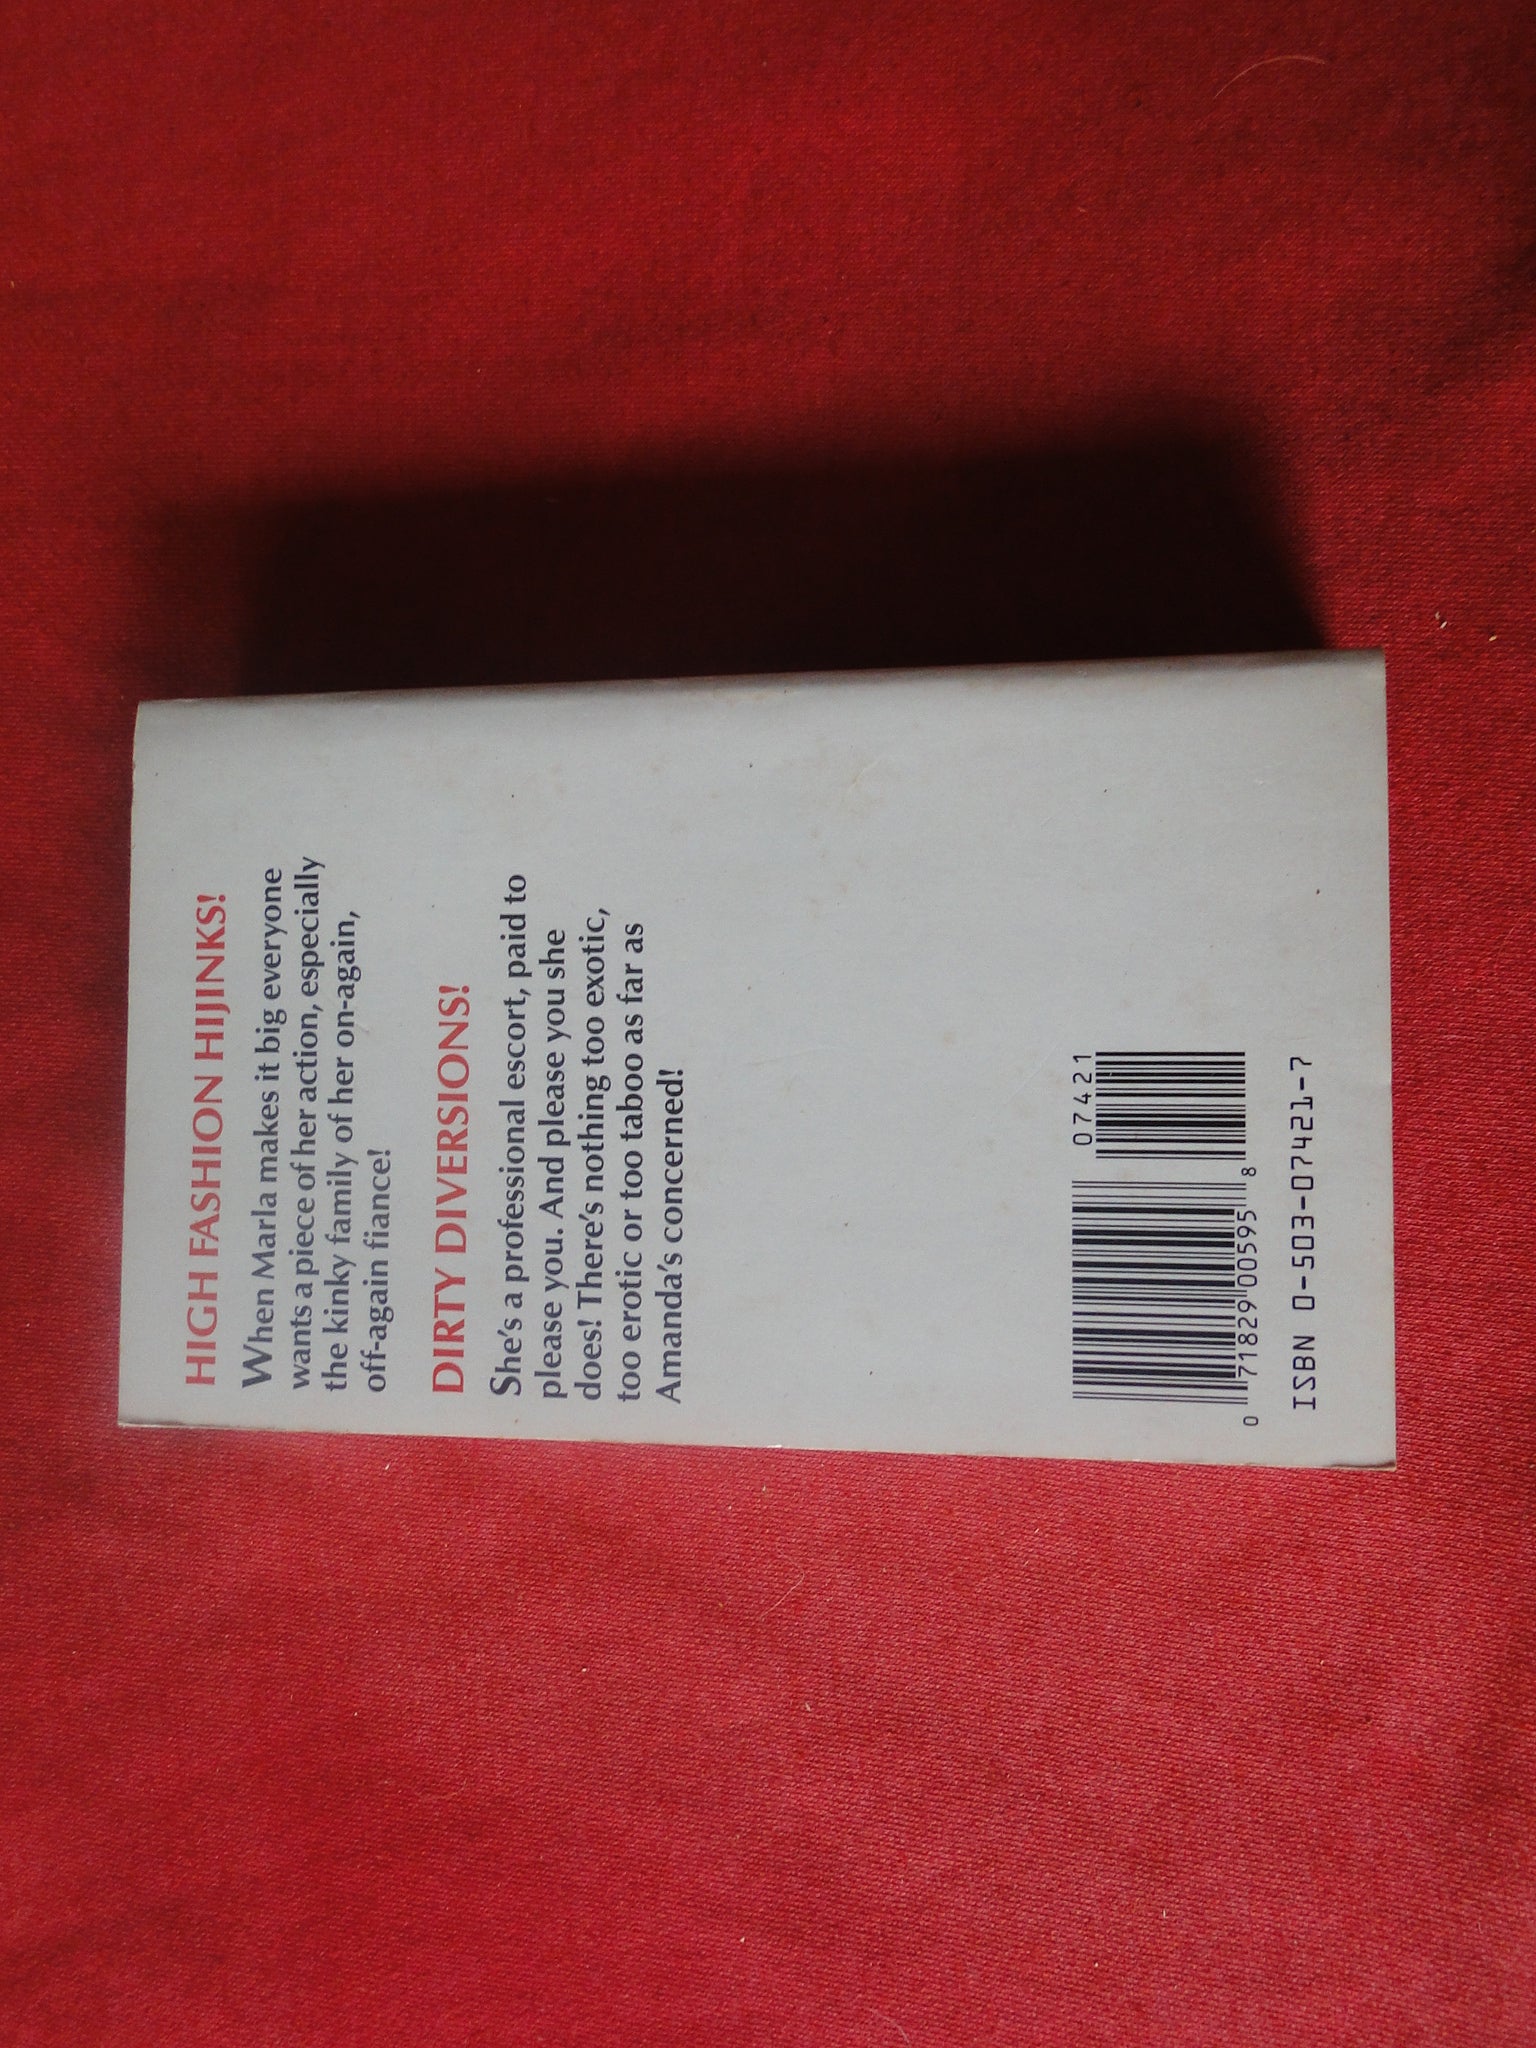 HIGH FASHION HIJINKS!
When Marla makes it big everyone
wants a piece of her action, especially
the kinky family of her on-again,
off-again fiance!
DIRTY DIVERSIONS!
She's a professional escort, paid to
please you. And please you she
does! There's nothing too exotic,
too erotic or too taboo as far as
Amanda's concerned!
07421
0 71829 00595 8
ISBN 0-503-07421-7